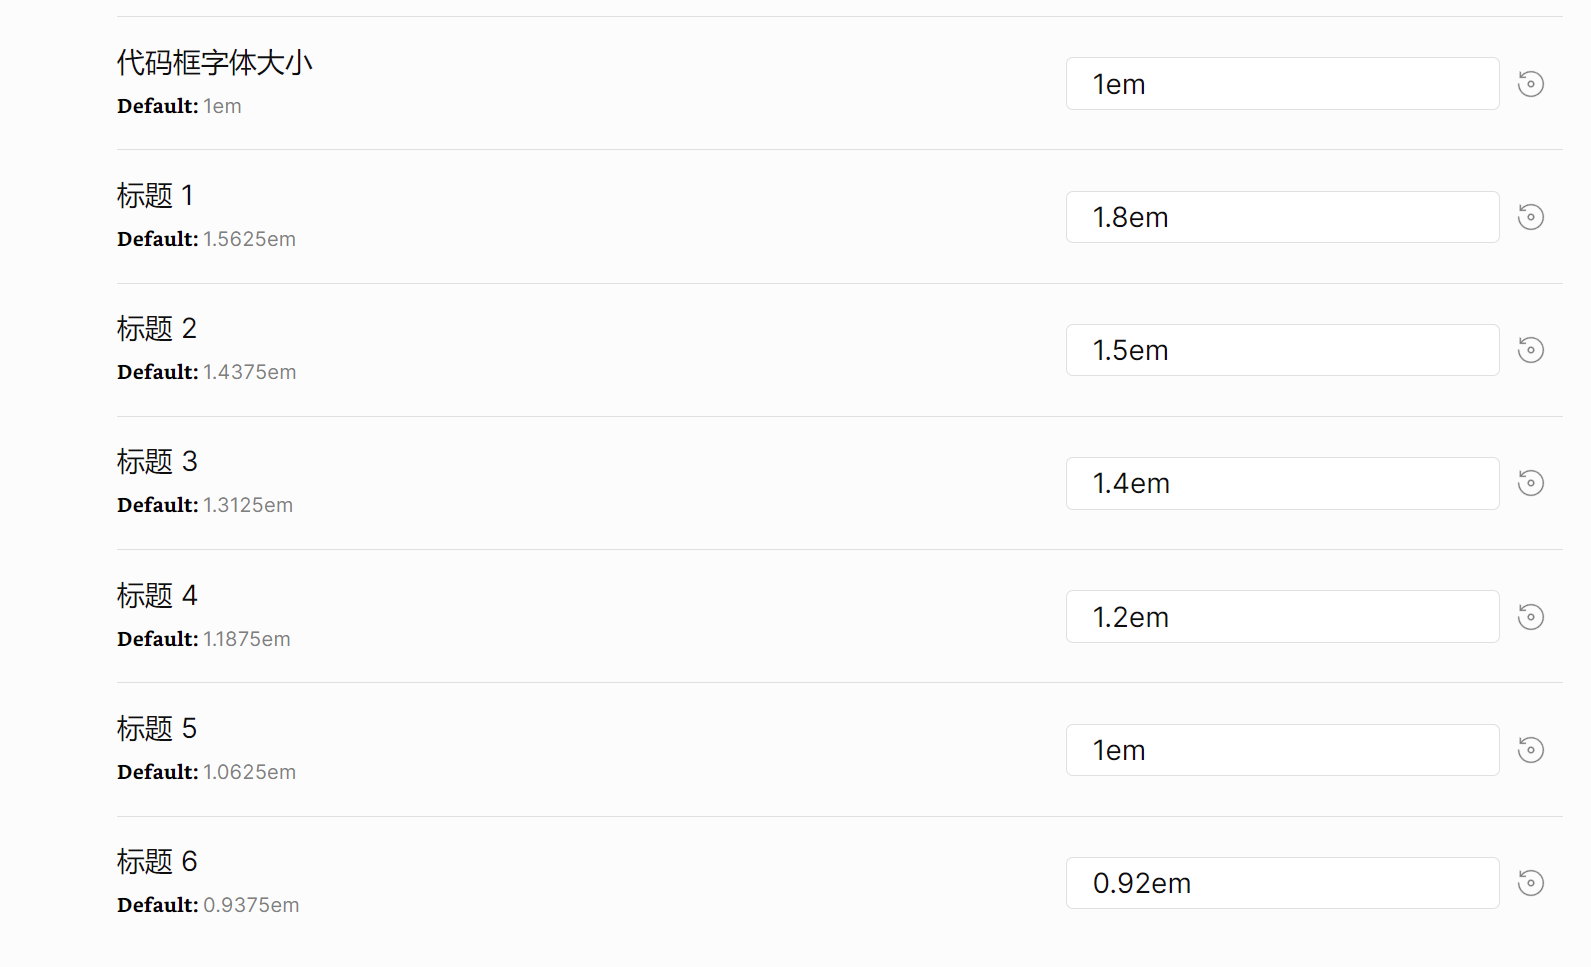 代码框字体大小
Default: 1em
1em
标题 1
Default: 1.5625em
1.8em
标题 2
Default: 1.4375em
1.5em
标题 3
Default: 1.3125em
1.4em
标题 4
Default: 1.1875em
1.2em
标题 5
Default: 1.0625em
1em
标题 6
Default: 0.9375em
0.92em